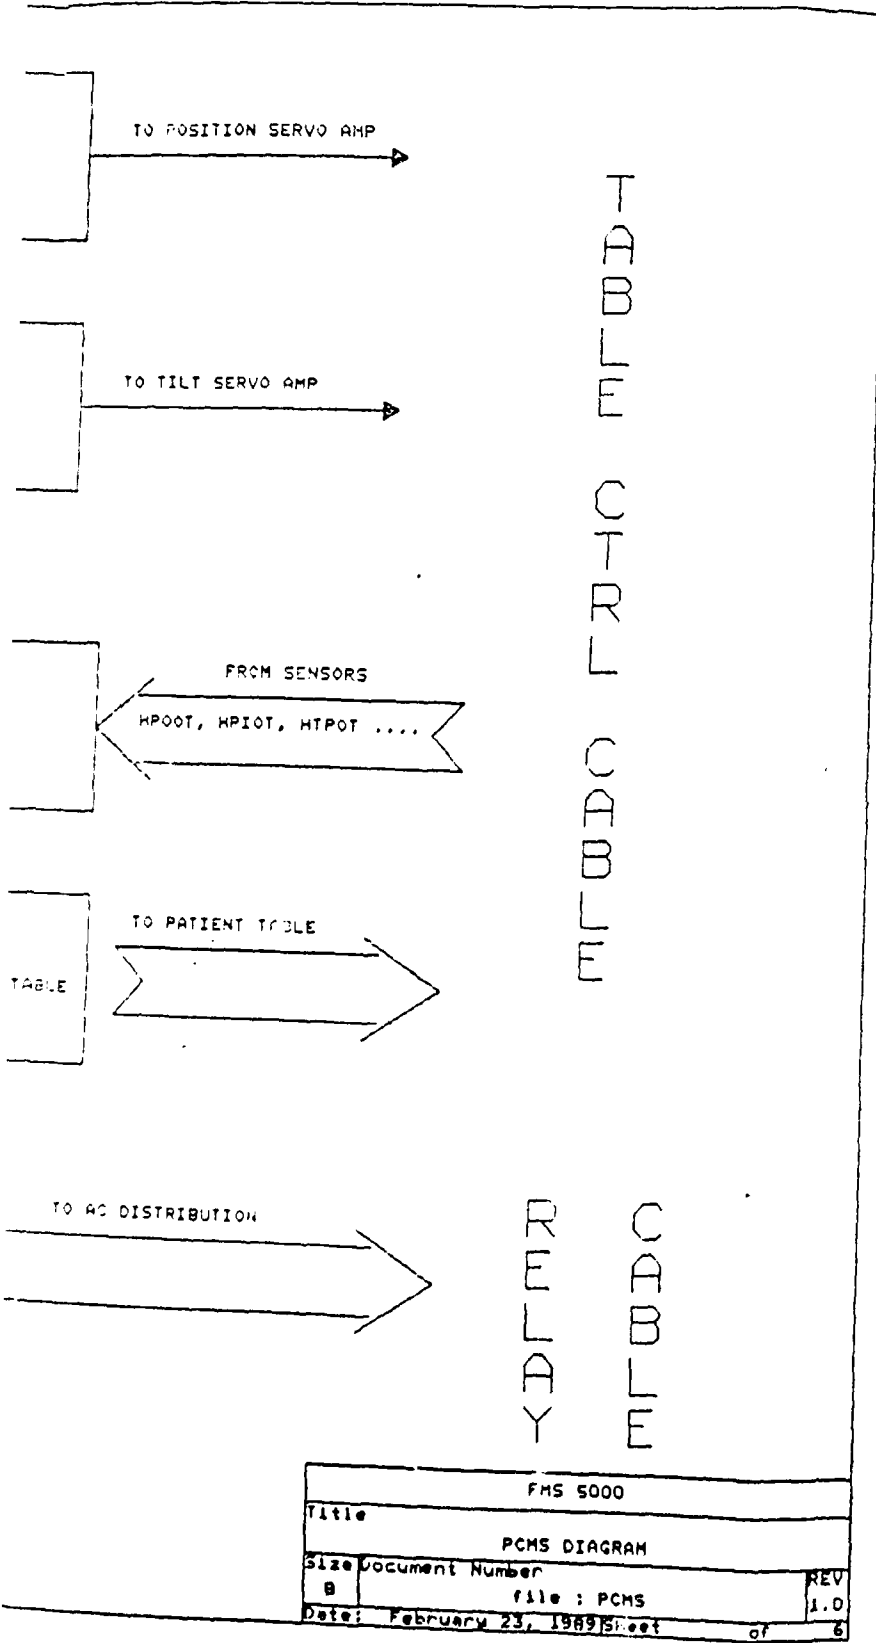 TO POSITION SERVO AMP
TO TILT SERVO AMP
FROM SENSORS
HPOOT, HPIOT, HTPOT ....
TO PATIENT TABLE
TABLE
TABLE CTRL CABLE
TO AC DISTRIBUTION
RELAY CABLE
FMS 5000
Title
PCMS DIAGRAM
Size Document Number REV
B file : PCMS 1.0
Date: February 23, 1989 Sheet of 6